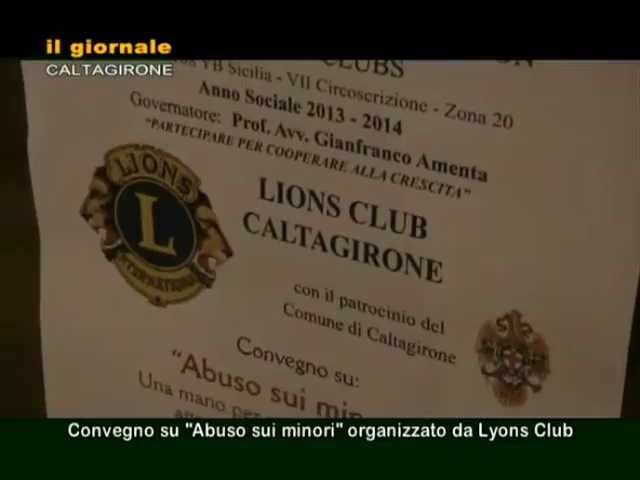 il giornale
CALTAGIRONE
CLUBS
YB Sicilia - VII Circoscrizione - Zona 20
Anno Sociale 2013 - 2014
Governatore: Prof. Avv. Gianfranco Amenta
"PARTECIPARE PER COOPERARE ALLA CRESCITA"
LIONS
L
INTERNATIONAL
LIONS CLUB
CALTAGIRONE
con il patrocinio del
Comune di Caltagirone
Convegno su:
"Abuso sui
Una mano per
Convegno su "Abuso sui minori" organizzato da Lyons Club